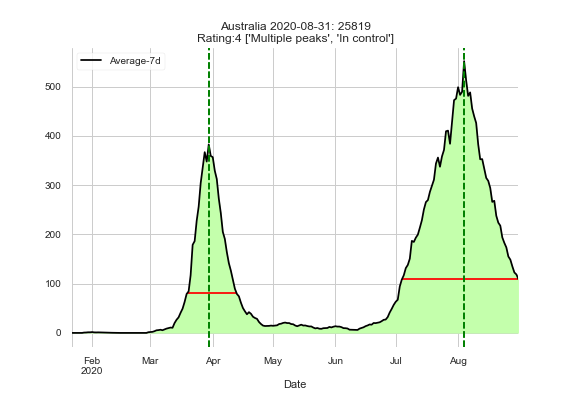 Australia 2020-08-31: 25819
Rating:4 ['Multiple peaks', 'In control']
Average-7d
500
400
300
200
100
0
Feb Mar Apr May Jun Jul Aug
2020
Date